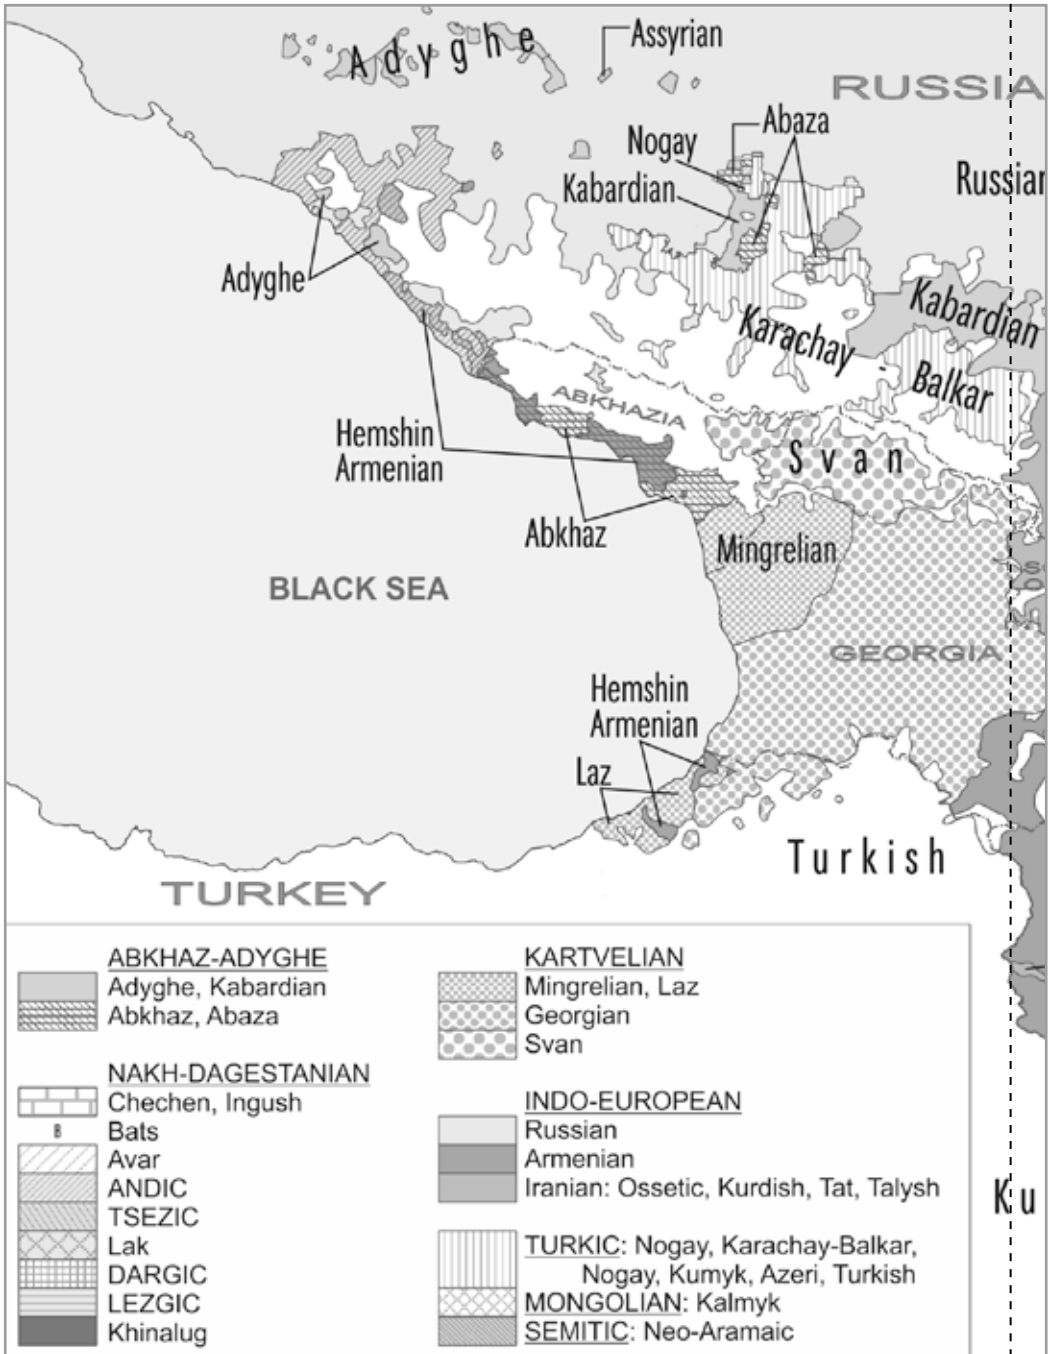 Adyghe
Assyrian
RUSSIA
Abaza
Nogay
Kabardian
Russian
Adyghe
Kabardian
Karachay
Balkar
ABKHAZIA
Hemshin
Armenian
Svan
Abkhaz
Mingrelian
BLACK SEA
GEORGIA
Hemshin
Armenian
Laz
Turkish
TURKEY
Ku
ABKHAZ-ADYGHE
Adyghe, Kabardian
Abkhaz, Abaza
NAKH-DAGESTANIAN
Chechen, Ingush
B Bats
Avar
ANDIC
TSEZIC
Lak
DARGIC
LEZGIC
Khinalug
KARTVELIAN
Mingrelian, Laz
Georgian
Svan
INDO-EUROPEAN
Russian
Armenian
Iranian: Ossetic, Kurdish, Tat, Talysh
TURKIC: Nogay, Karachay-Balkar,
Nogay, Kumyk, Azeri, Turkish
MONGOLIAN: Kalmyk
SEMITIC: Neo-Aramaic